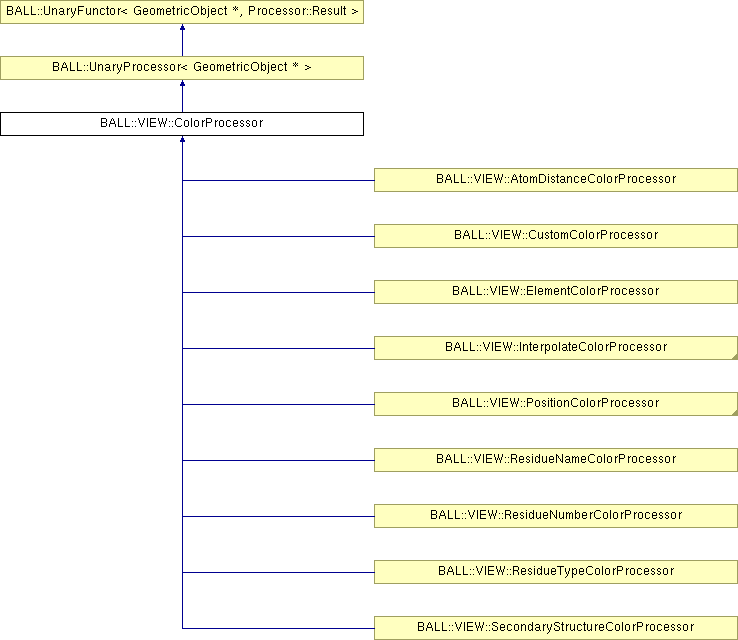 BALL::UnaryFunctor< GeometricObject *, Processor::Result >
BALL::UnaryProcessor< GeometricObject * >
BALL::VIEW::ColorProcessor
BALL::VIEW::AtomDistanceColorProcessor
BALL::VIEW::CustomColorProcessor
BALL::VIEW::ElementColorProcessor
BALL::VIEW::InterpolateColorProcessor
BALL::VIEW::PositionColorProcessor
BALL::VIEW::ResidueNameColorProcessor
BALL::VIEW::ResidueNumberColorProcessor
BALL::VIEW::ResidueTypeColorProcessor
BALL::VIEW::SecondaryStructureColorProcessor